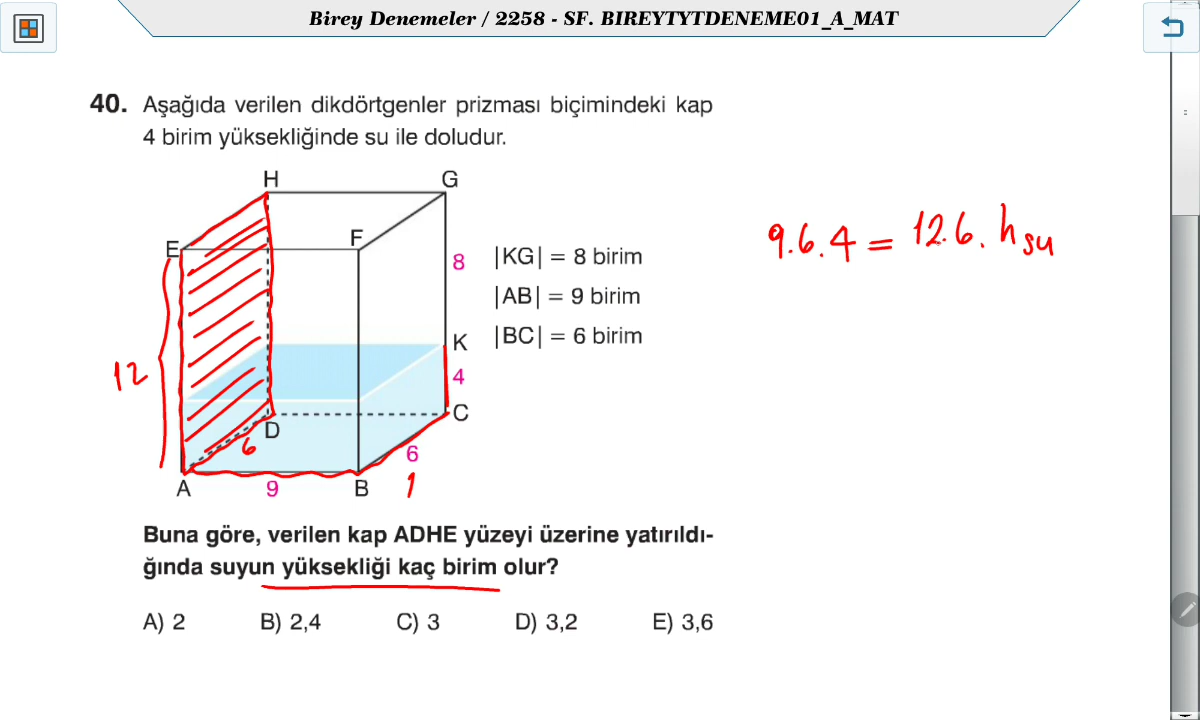 Birey Denemeler / 2258 - SF. BIREYTYTDENEME01_A_MAT
40. Aşağıda verilen dikdörtgenler prizması biçimindeki kap
4 birim yüksekliğinde su ile doludur.
H
G
E
F
8
|KG| = 8 birim
|AB| = 9 birim
K
|BC| = 6 birim
12
4
C
D
6
6
A
9
B
1
9.6.4 = 12.6. h su
Buna göre, verilen kap ADHE yüzeyi üzerine yatırıldı-
ğında suyun yüksekliği kaç birim olur?
A) 2 B) 2,4 C) 3 D) 3,2 E) 3,6